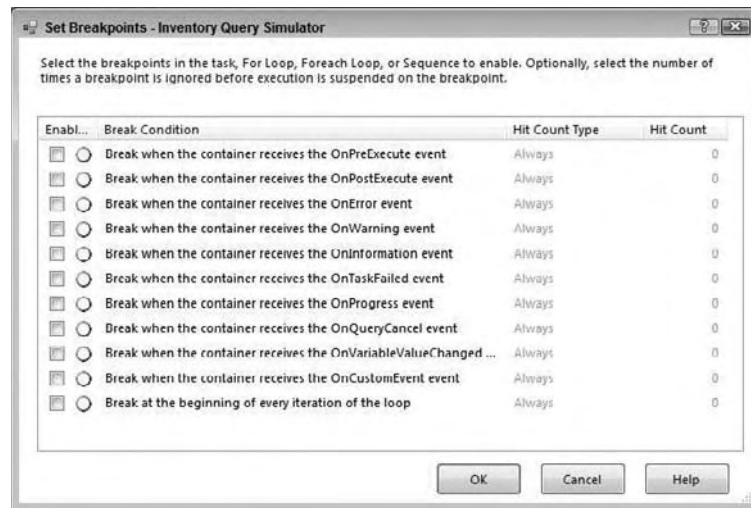 Set Breakpoints - Inventory Query Simulator
Select the breakpoints in the task, For Loop, Foreach Loop, or Sequence to enable. Optionally, select the number of
times a breakpoint is ignored before execution is suspended on the breakpoint.
Enabl... Break Condition Hit Count Type Hit Count
Break when the container receives the OnPreExecute event Always 0
Break when the container receives the OnPostExecute event Always 0
Break when the container receives the OnError event Always 0
Break when the container receives the OnWarning event Always 0
Break when the container receives the OnInformation event Always 0
Break when the container receives the OnTaskFailed event Always 0
Break when the container receives the OnProgress event Always 0
Break when the container receives the OnQueryCancel event Always 0
Break when the container receives the OnVariableValueChanged ... Always 0
Break when the container receives the OnCustomEvent event Always 0
Break at the beginning of every iteration of the loop Always 0
OK Cancel Help